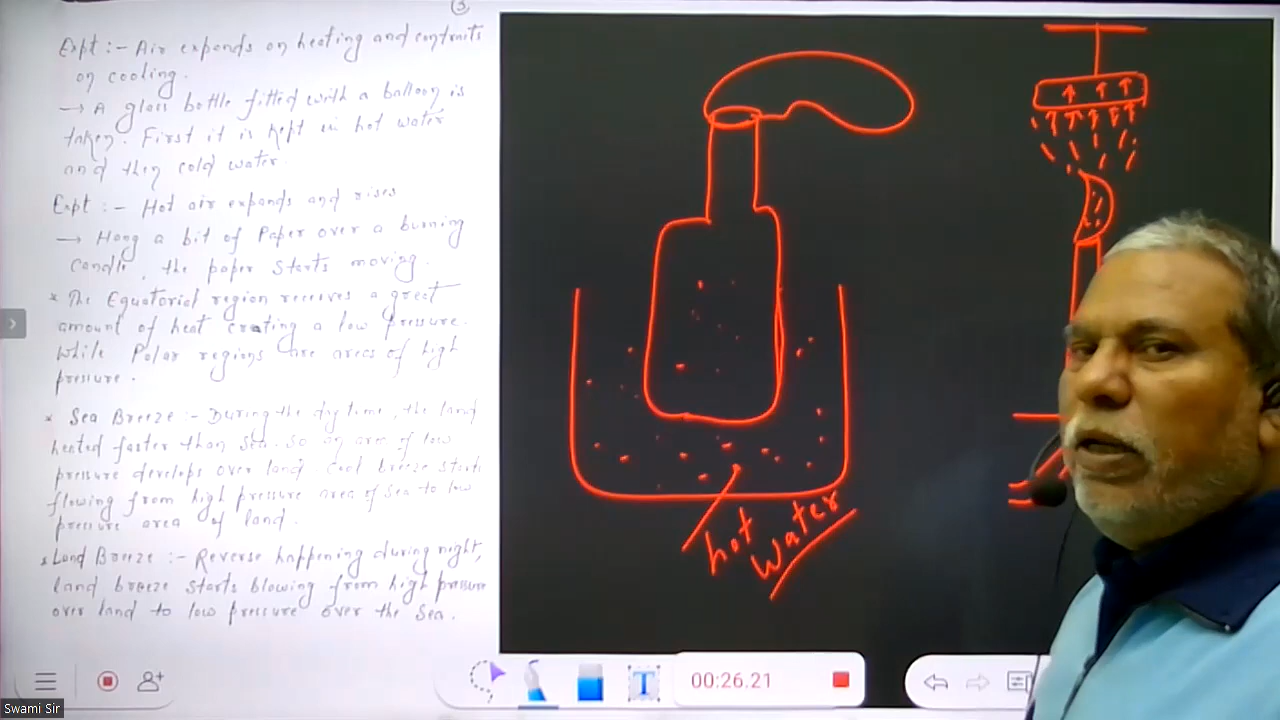 3
Expt :- Air expands on heating and contraits
on cooling.
→ A glass bottle fitted with a balloon is
taken. First it is kept in hot water
and then cold water.
Expt :- Hot air expands and rises
→ Hang a bit of Paper over a burning
Candle, the paper starts moving.
* The Equatorial region receives a great
amount of heat creating a low pressure.
While Polar regions are areas of high
pressure.
* Sea Breeze :- During the day time, the land
heated faster than sea. So an area of low
pressure develops over land. Cool breeze starts
flowing from high pressure area of sea to low
pressure area of land.
* Land Breeze :- Reverse happening during night,
land breeze starts blowing from high pressure
over land to low pressure over the Sea.
hot
water
T
00:26.21
Swami Sir